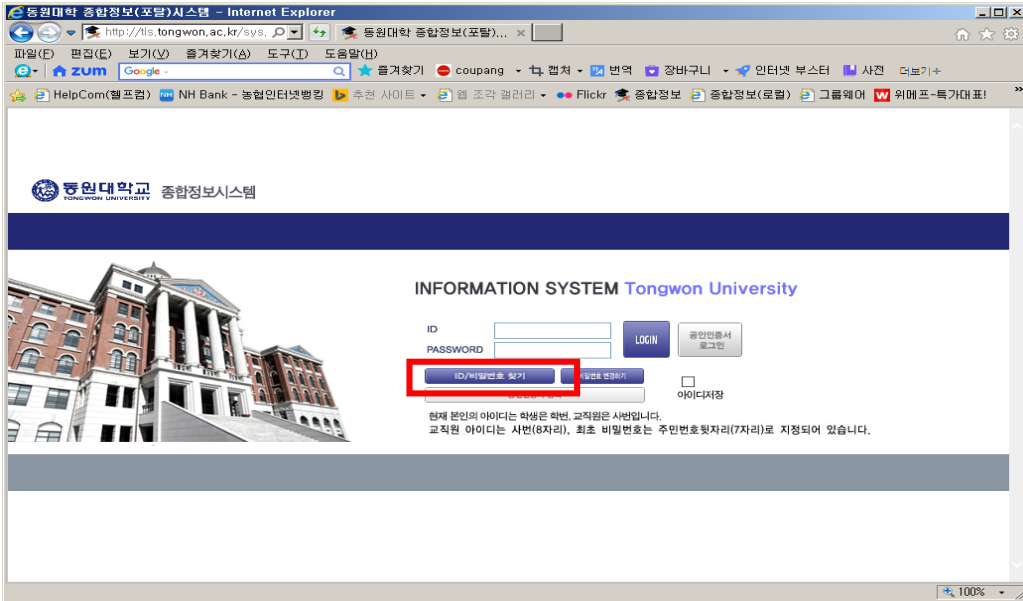 동원대학 종합정보(포탈)시스템 - Internet Explorer
http://tis.tongwon.ac.kr/sys, 동원대학 종합정보(포탈)...
파일(F) 편집(E) 보기(V) 즐겨찾기(A) 도구(T) 도움말(H)
zum Google 즐겨찾기 coupang 캡처 번역 장바구니 인터넷 부스터 사전 더보기+
HelpCom(헬프컴) NH Bank - 농협인터넷뱅킹 추천 사이트 웹 조각 갤러리 Flickr 종합정보 종합정보(로컬) 그룹웨어 위메프-특가대표! »
동원대학교 종합정보시스템
TONGWON UNIVERSITY
INFORMATION SYSTEM Tongwon University
ID
PASSWORD
LOGIN
공인인증서
로그인
ID/비밀번호 찾기
비밀번호 변경하기
아이디저장
현재 본인의 아이디는 학생은 학번, 교직원은 사번입니다.
교직원 아이디는 사번(8자리), 최초 비밀번호는 주민번호뒷자리(7자리)로 지정되어 있습니다.
100%